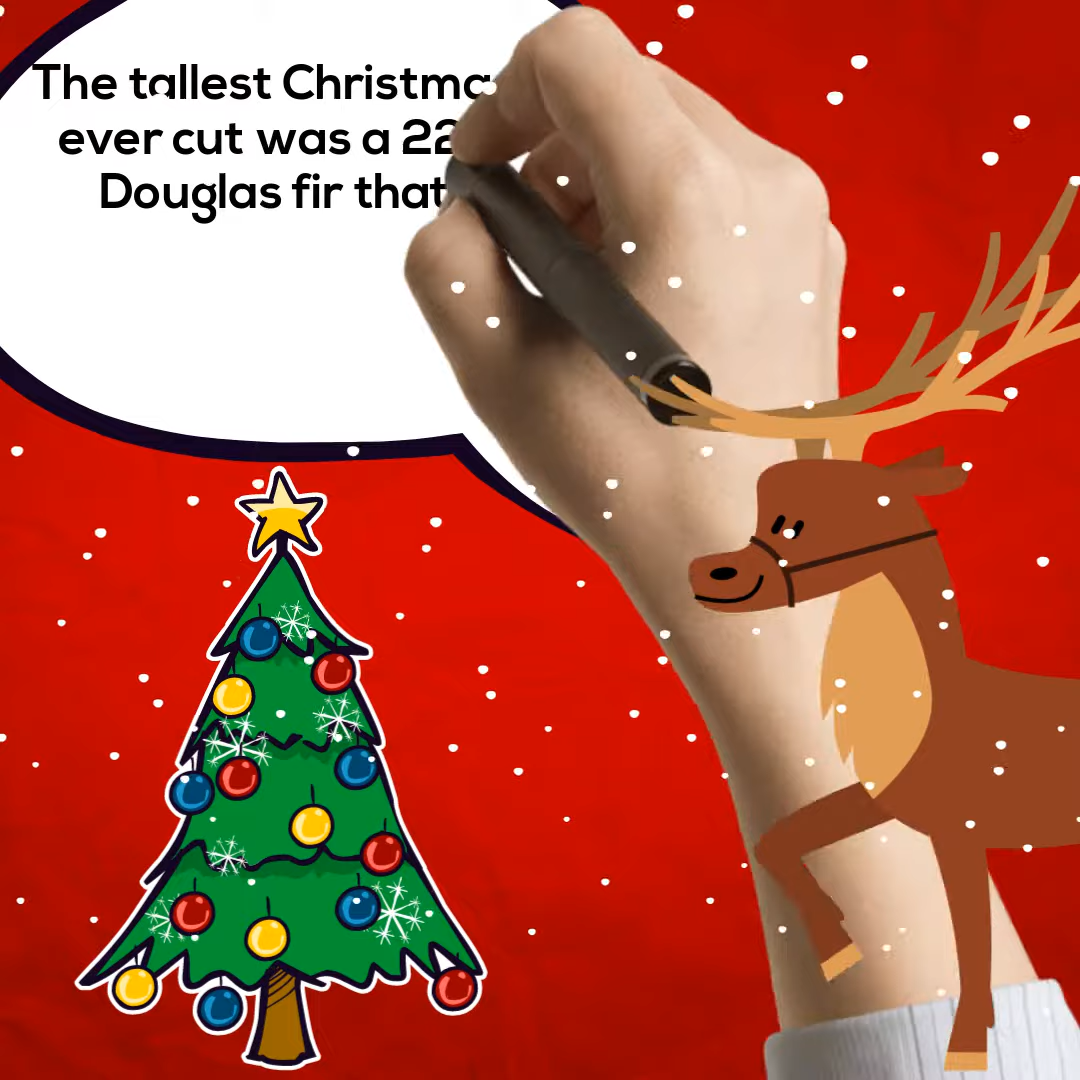 The tallest Christma
ever cut was a 22
Douglas fir that